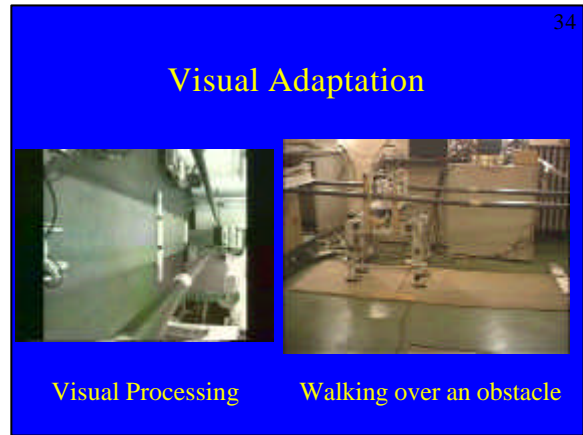 34
Visual Adaptation
Visual Processing
Walking over an obstacle